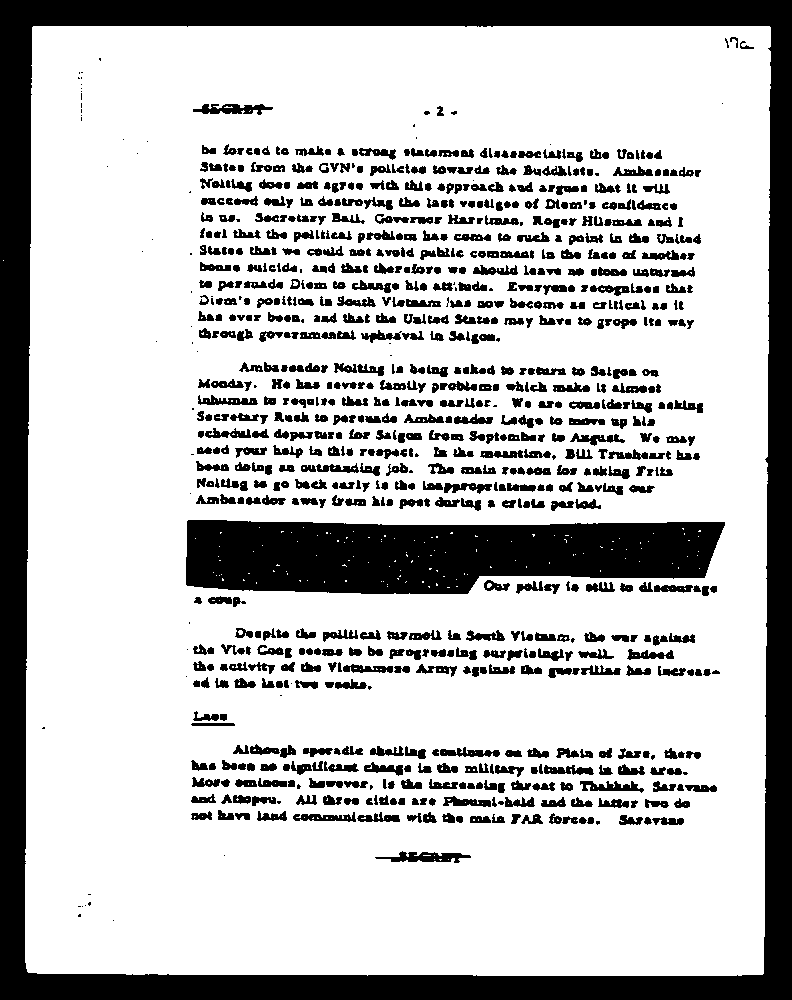 17a
SECRET
- 2 -
be forced to make a strong statement disassociating the United
States from the GVN's policies towards the Buddhists. Ambassador
Nolting does not agree with this approach and argues that it will
succeed only in destroying the last vestiges of Diem's confidence
in us. Secretary Ball, Governor Harriman, Roger Hilsman and I
feel that the political problem has come to such a point in the United
States that we could not avoid public comment in the face of another
bonze suicide, and that therefore we should leave no stone unturned
to persuade Diem to change his attitude. Everyone recognizes that
Diem's position in South Vietnam has now become as critical as it
has ever been, and that the United States may have to grope its way
through governmental upheaval in Saigon.
Ambassador Nolting is being asked to return to Saigon on
Monday. He has severe family problems which make it almost
inhuman to require that he leave earlier. We are considering asking
Secretary Rusk to persuade Ambassador Lodge to move up his
scheduled departure for Saigon from September to August. We may
need your help in this respect. In the meantime, Bill Trueheart has
been doing an outstanding job. The main reason for asking Fritz
Nolting to go back early is the inappropriateness of having our
Ambassador away from his post during a crisis period.
Our policy is still to discourage
a coup.
Despite the political turmoil in South Vietnam, the war against
the Viet Cong seems to be progressing surprisingly well. Indeed
the activity of the Vietnamese Army against the guerrillas has increas-
ed in the last two weeks.
Laos
Although sporadic shelling continues on the Plain of Jars, there
has been no significant change in the military situation in that area.
More ominous, however, is the increasing threat to Thakhek, Saravane
and Attopeu. All three cities are Phoumi-held and the latter two do
not have land communication with the main FAR forces. Saravane
SECRET